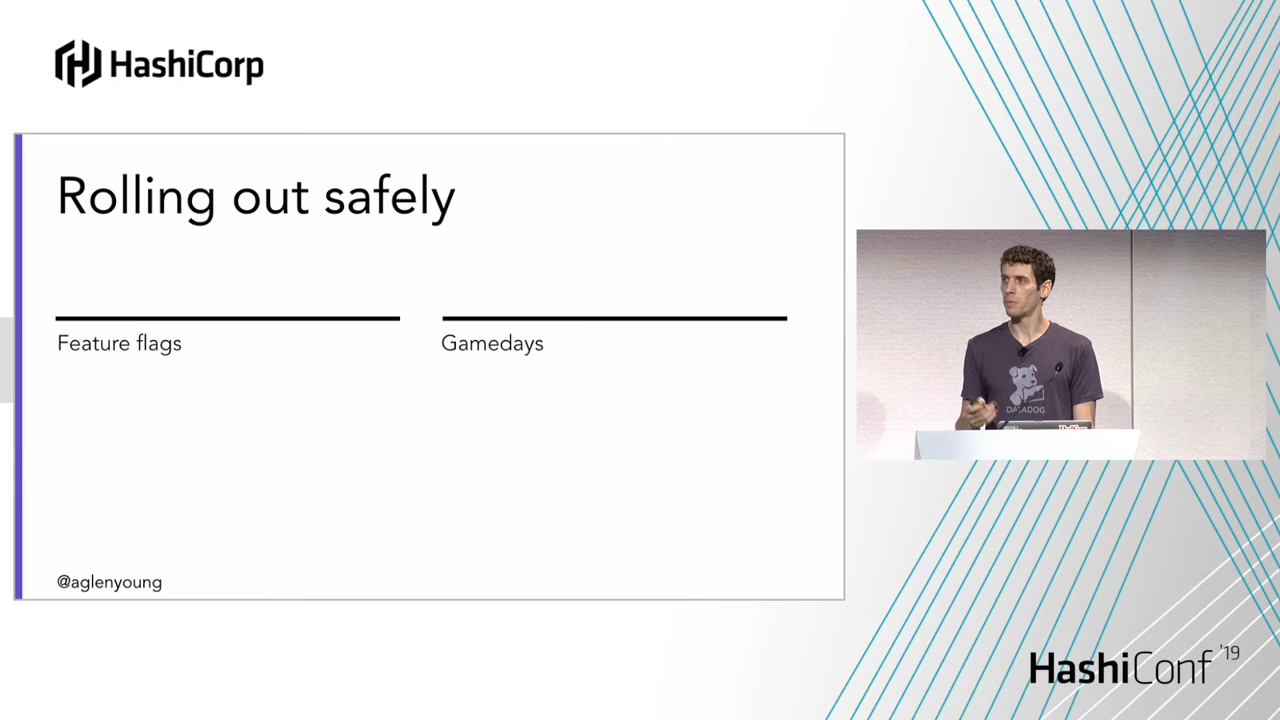 HashiCorp
Rolling out safely
Feature flags
Gamedays
@aglenyoung
DATADOG
HashiConf '19